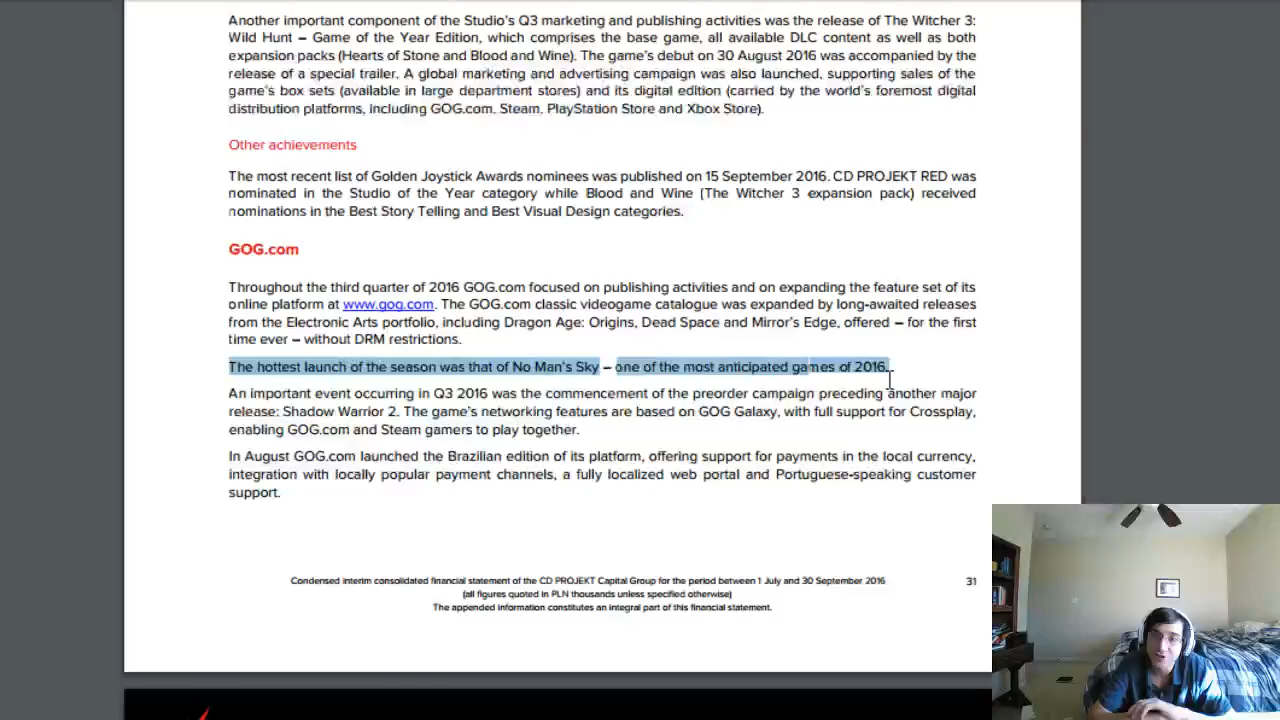 Another important component of the Studio's Q3 marketing and publishing activities was the release of The Witcher 3:
Wild Hunt – Game of the Year Edition, which comprises the base game, all available DLC content as well as both
expansion packs (Hearts of Stone and Blood and Wine). The game's debut on 30 August 2016 was accompanied by the
release of a special trailer. A global marketing and advertising campaign was also launched, supporting sales of the
game's box sets (available in large department stores) and its digital edition (carried by the world's foremost digital
distribution platforms, including GOG.com, Steam, PlayStation Store and Xbox Store).
Other achievements
The most recent list of Golden Joystick Awards nominees was published on 15 September 2016. CD PROJEKT RED was
nominated in the Studio of the Year category while Blood and Wine (The Witcher 3 expansion pack) received
nominations in the Best Story Telling and Best Visual Design categories.
GOG.com
Throughout the third quarter of 2016 GOG.com focused on publishing activities and on expanding the feature set of its
online platform at www.gog.com. The GOG.com classic videogame catalogue was expanded by long-awaited releases
from the Electronic Arts portfolio, including Dragon Age: Origins, Dead Space and Mirror's Edge, offered – for the first
time ever – without DRM restrictions.
The hottest launch of the season was that of No Man's Sky – one of the most anticipated games of 2016.
An important event occurring in Q3 2016 was the commencement of the preorder campaign preceding another major
release: Shadow Warrior 2. The game's networking features are based on GOG Galaxy, with full support for Crossplay,
enabling GOG.com and Steam gamers to play together.
In August GOG.com launched the Brazilian edition of its platform, offering support for payments in the local currency,
integration with locally popular payment channels, a fully localized web portal and Portuguese-speaking customer
support.
Condensed interim consolidated financial statement of the CD PROJEKT Capital Group for the period between 1 July and 30 September 2016
31
(all figures quoted in PLN thousands unless specified otherwise)
The appended information constitutes an integral part of this financial statement.